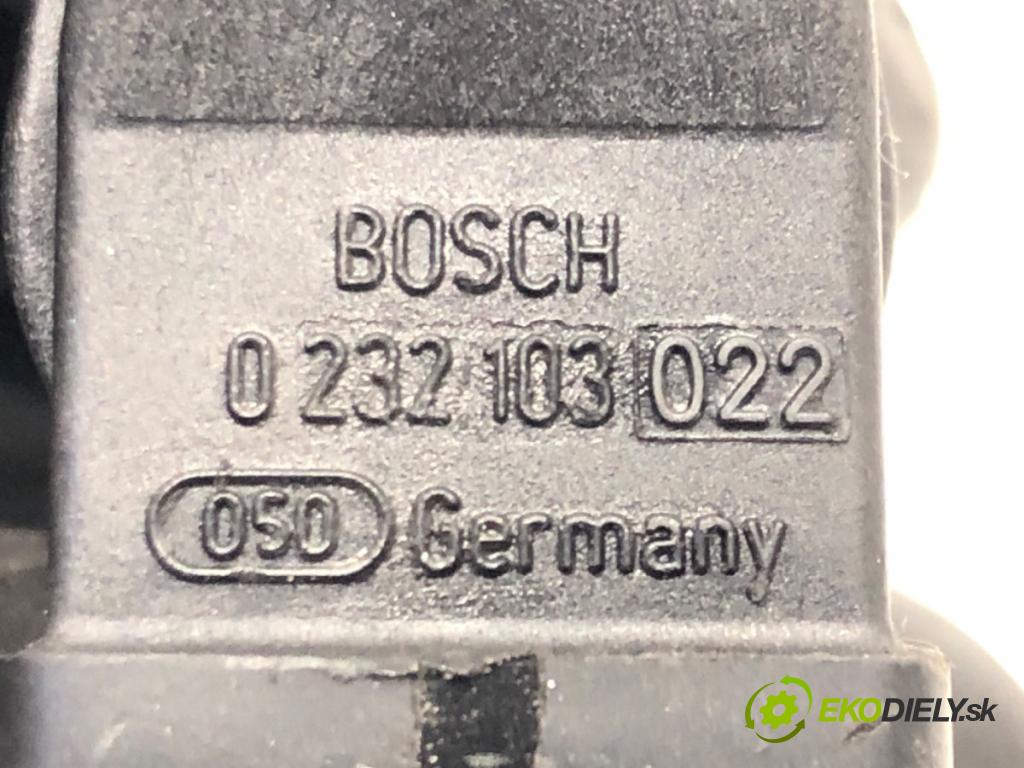 BOSCH
0 232 103 022
050 Germany
EKODIELY.sk